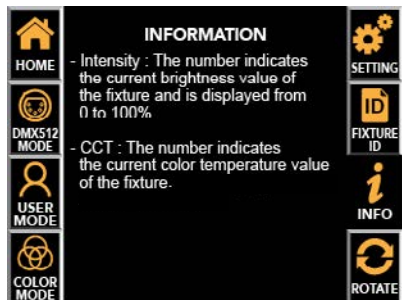 HOME
DMX512
MODE
USER
MODE
COLOR
MODE
INFORMATION
- Intensity : The number indicates
the current brightness value of
the fixture and is displayed from
0 to 100%
- CCT : The number indicates
the current color temperature value
of the fixture.
SETTING
ID
FIXTURE
ID
i
INFO
ROTATE